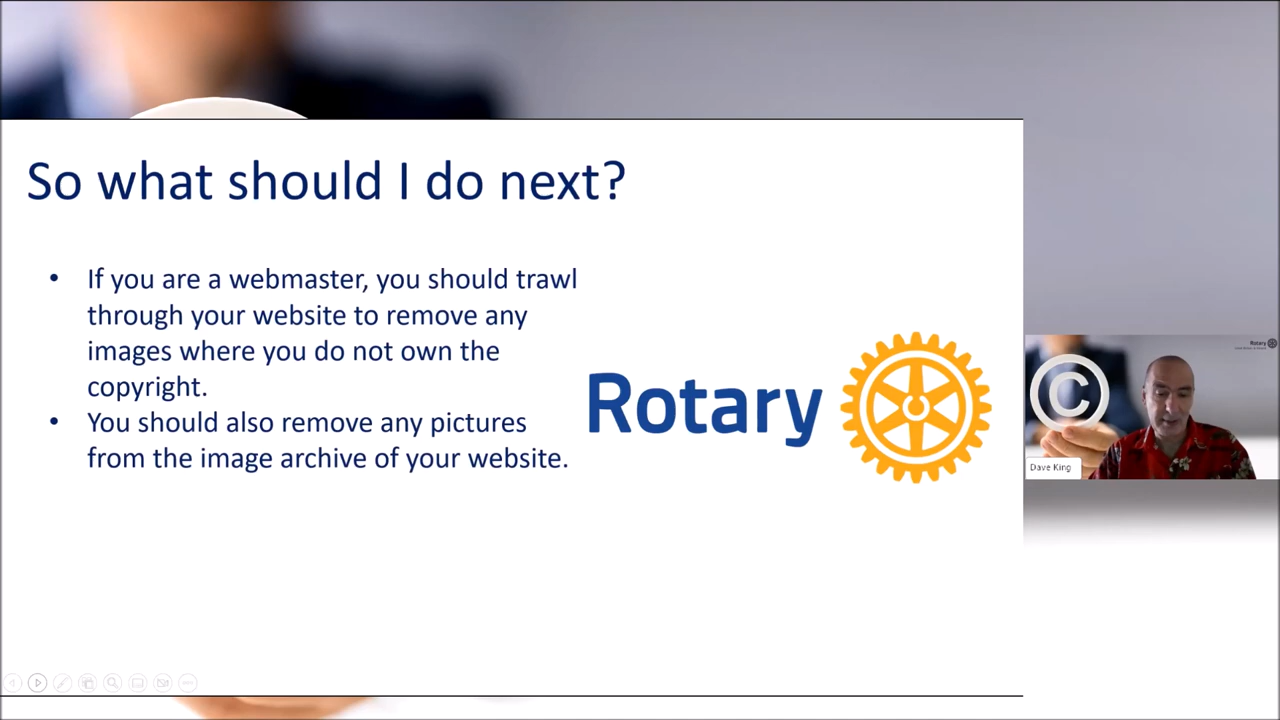 So what should I do next?
• If you are a webmaster, you should trawl
through your website to remove any
images where you do not own the
copyright.
• You should also remove any pictures
from the image archive of your website.
Rotary
Rotary
©
Dave King